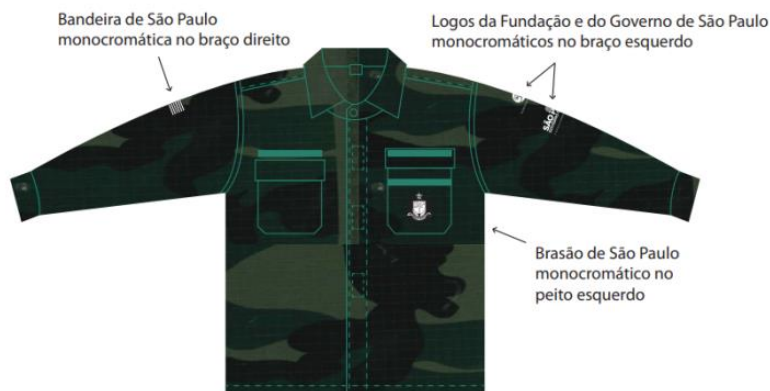 Bandeira de São Paulo
monocromática no braço direito
Logos da Fundação e do Governo de São Paulo
monocromáticos no braço esquerdo
SÃO
Brasão de São Paulo
monocromático no
peito esquerdo